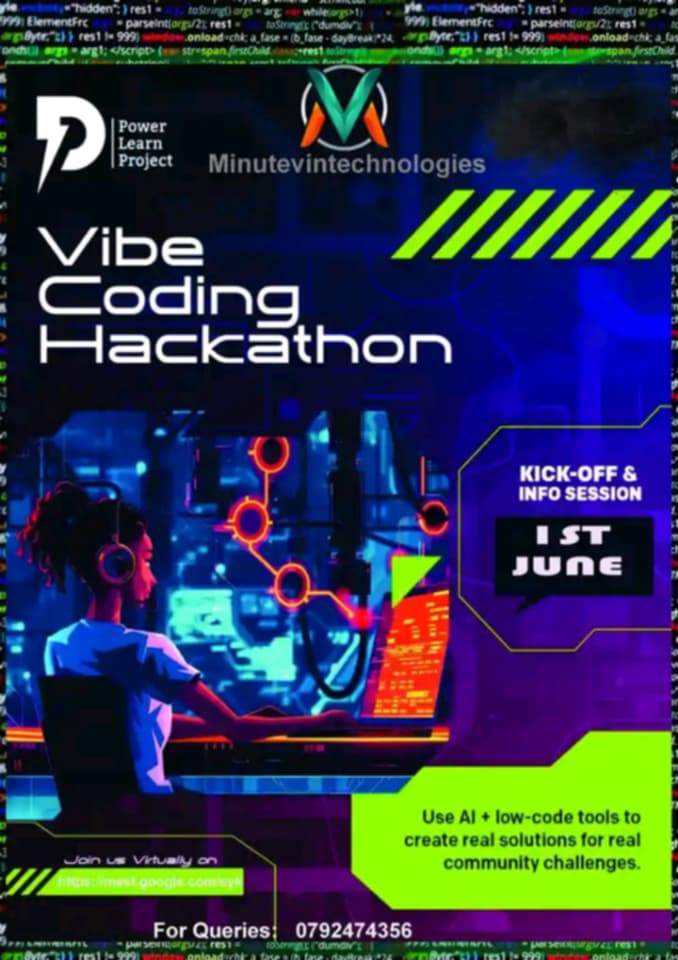 Power
Learn
Project
Minutevintechnologies
Vibe
Coding
Hackathon
KICK-OFF &
INFO SESSION
1ST
JUNE
Use AI + low-code tools to
create real solutions for real
community challenges.
Join us Virtually on
For Queries: 0792474356